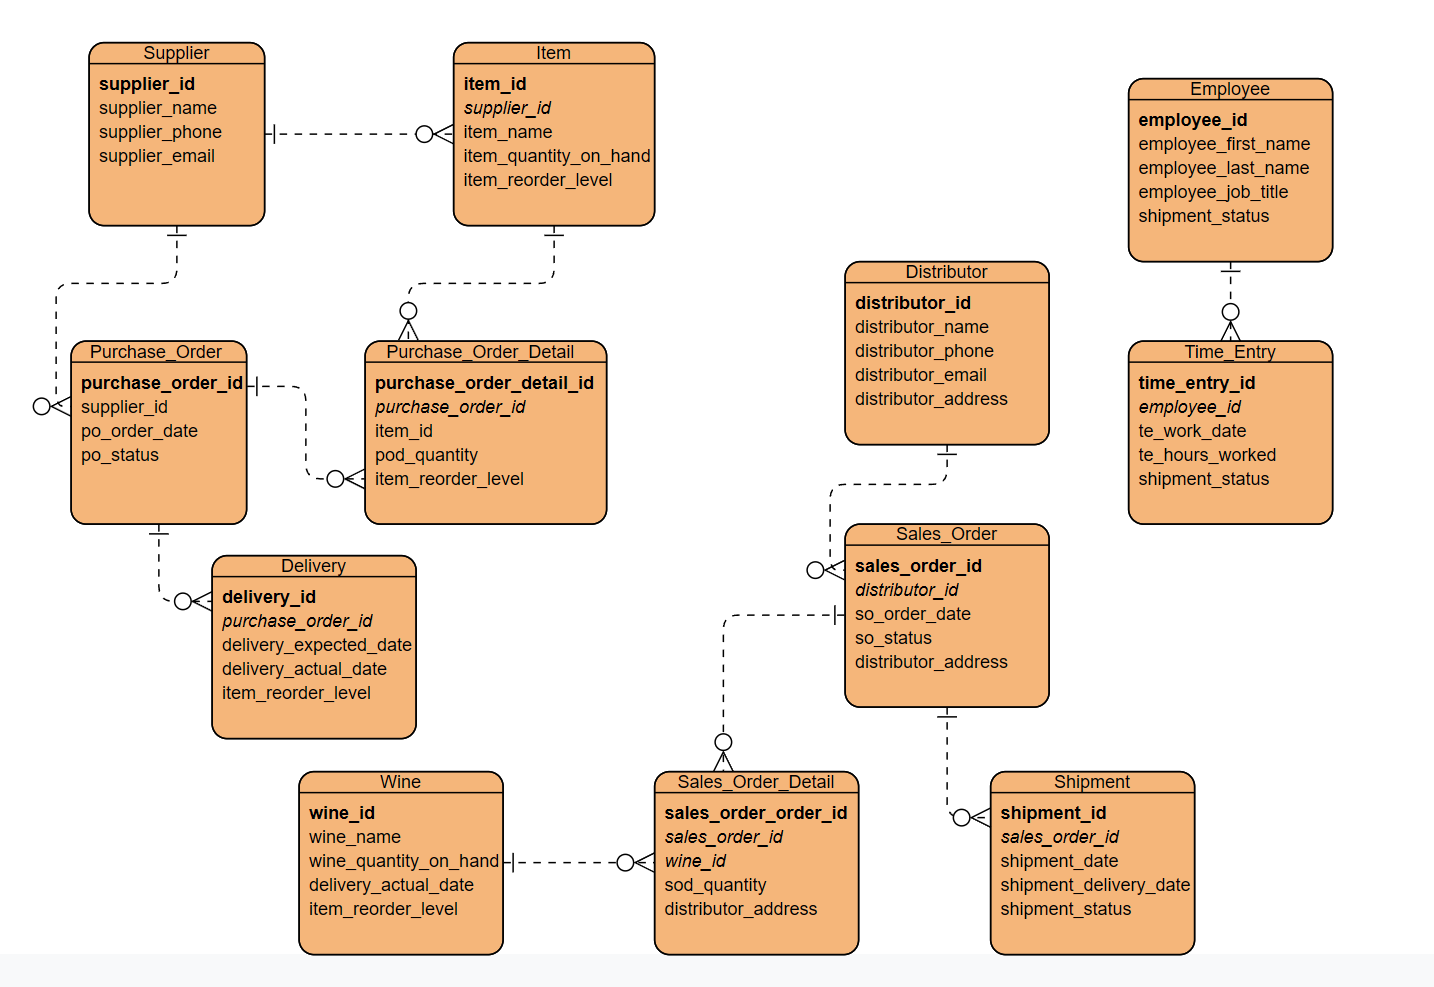 Supplier
supplier_id
supplier_name
supplier_phone
supplier_email
Item
item_id
supplier_id
item_name
item_quantity_on_hand
item_reorder_level
Employee
employee_id
employee_first_name
employee_last_name
employee_job_title
shipment_status
Distributor
distributor_id
distributor_name
distributor_phone
distributor_email
distributor_address
Purchase_Order
purchase_order_id
supplier_id
po_order_date
po_status
Purchase_Order_Detail
purchase_order_detail_id
purchase_order_id
item_id
pod_quantity
item_reorder_level
Time_Entry
time_entry_id
employee_id
te_work_date
te_hours_worked
shipment_status
Sales_Order
sales_order_id
distributor_id
so_order_date
so_status
distributor_address
Delivery
delivery_id
purchase_order_id
delivery_expected_date
delivery_actual_date
item_reorder_level
Wine
wine_id
wine_name
wine_quantity_on_hand
delivery_actual_date
item_reorder_level
Sales_Order_Detail
sales_order_order_id
sales_order_id
wine_id
sod_quantity
distributor_address
Shipment
shipment_id
sales_order_id
shipment_date
shipment_delivery_date
shipment_status